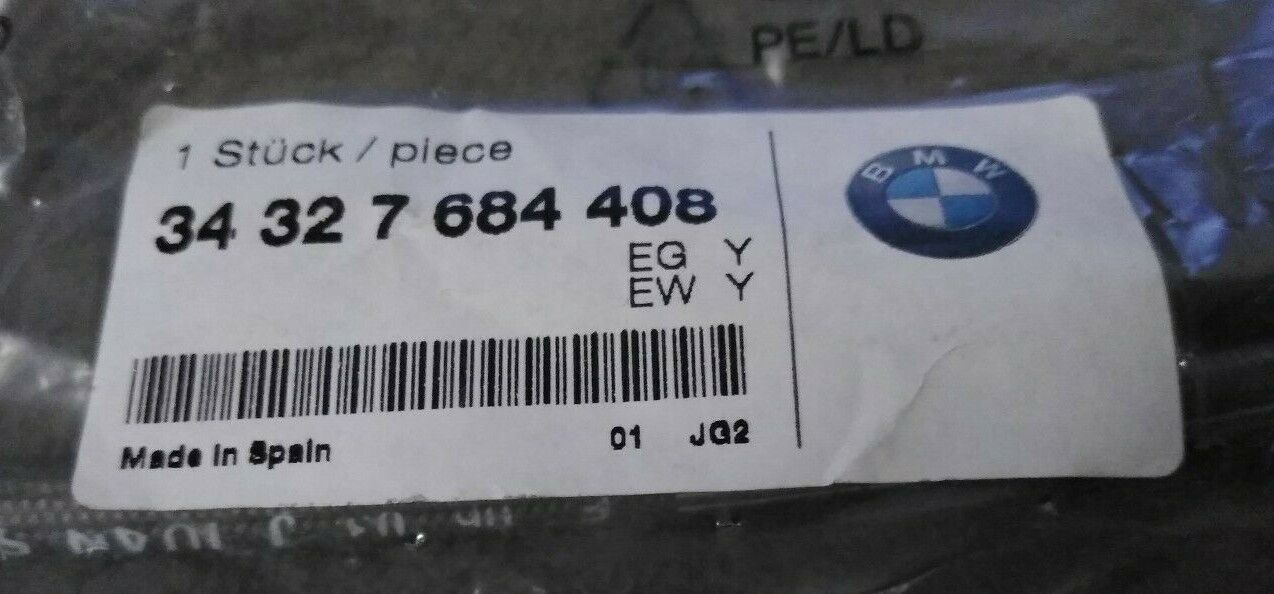 PE/LD
1 Stück / piece
34 32 7 684 408
EG Y
EW Y
BMW
Made in Spain
01 JG2